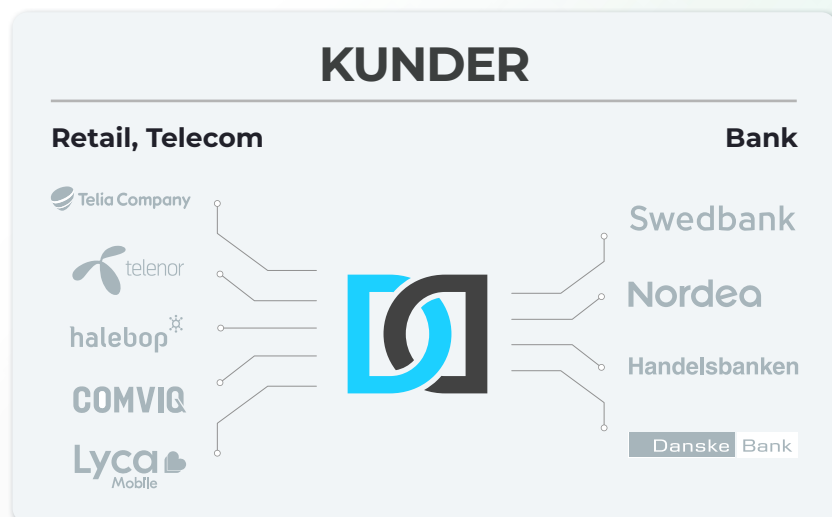 KUNDER
Retail, Telecom
Bank
Telia Company
telenor
halebop
COMVIQ
Lyca
Mobile
Swedbank
Nordea
Handelsbanken
Danske Bank